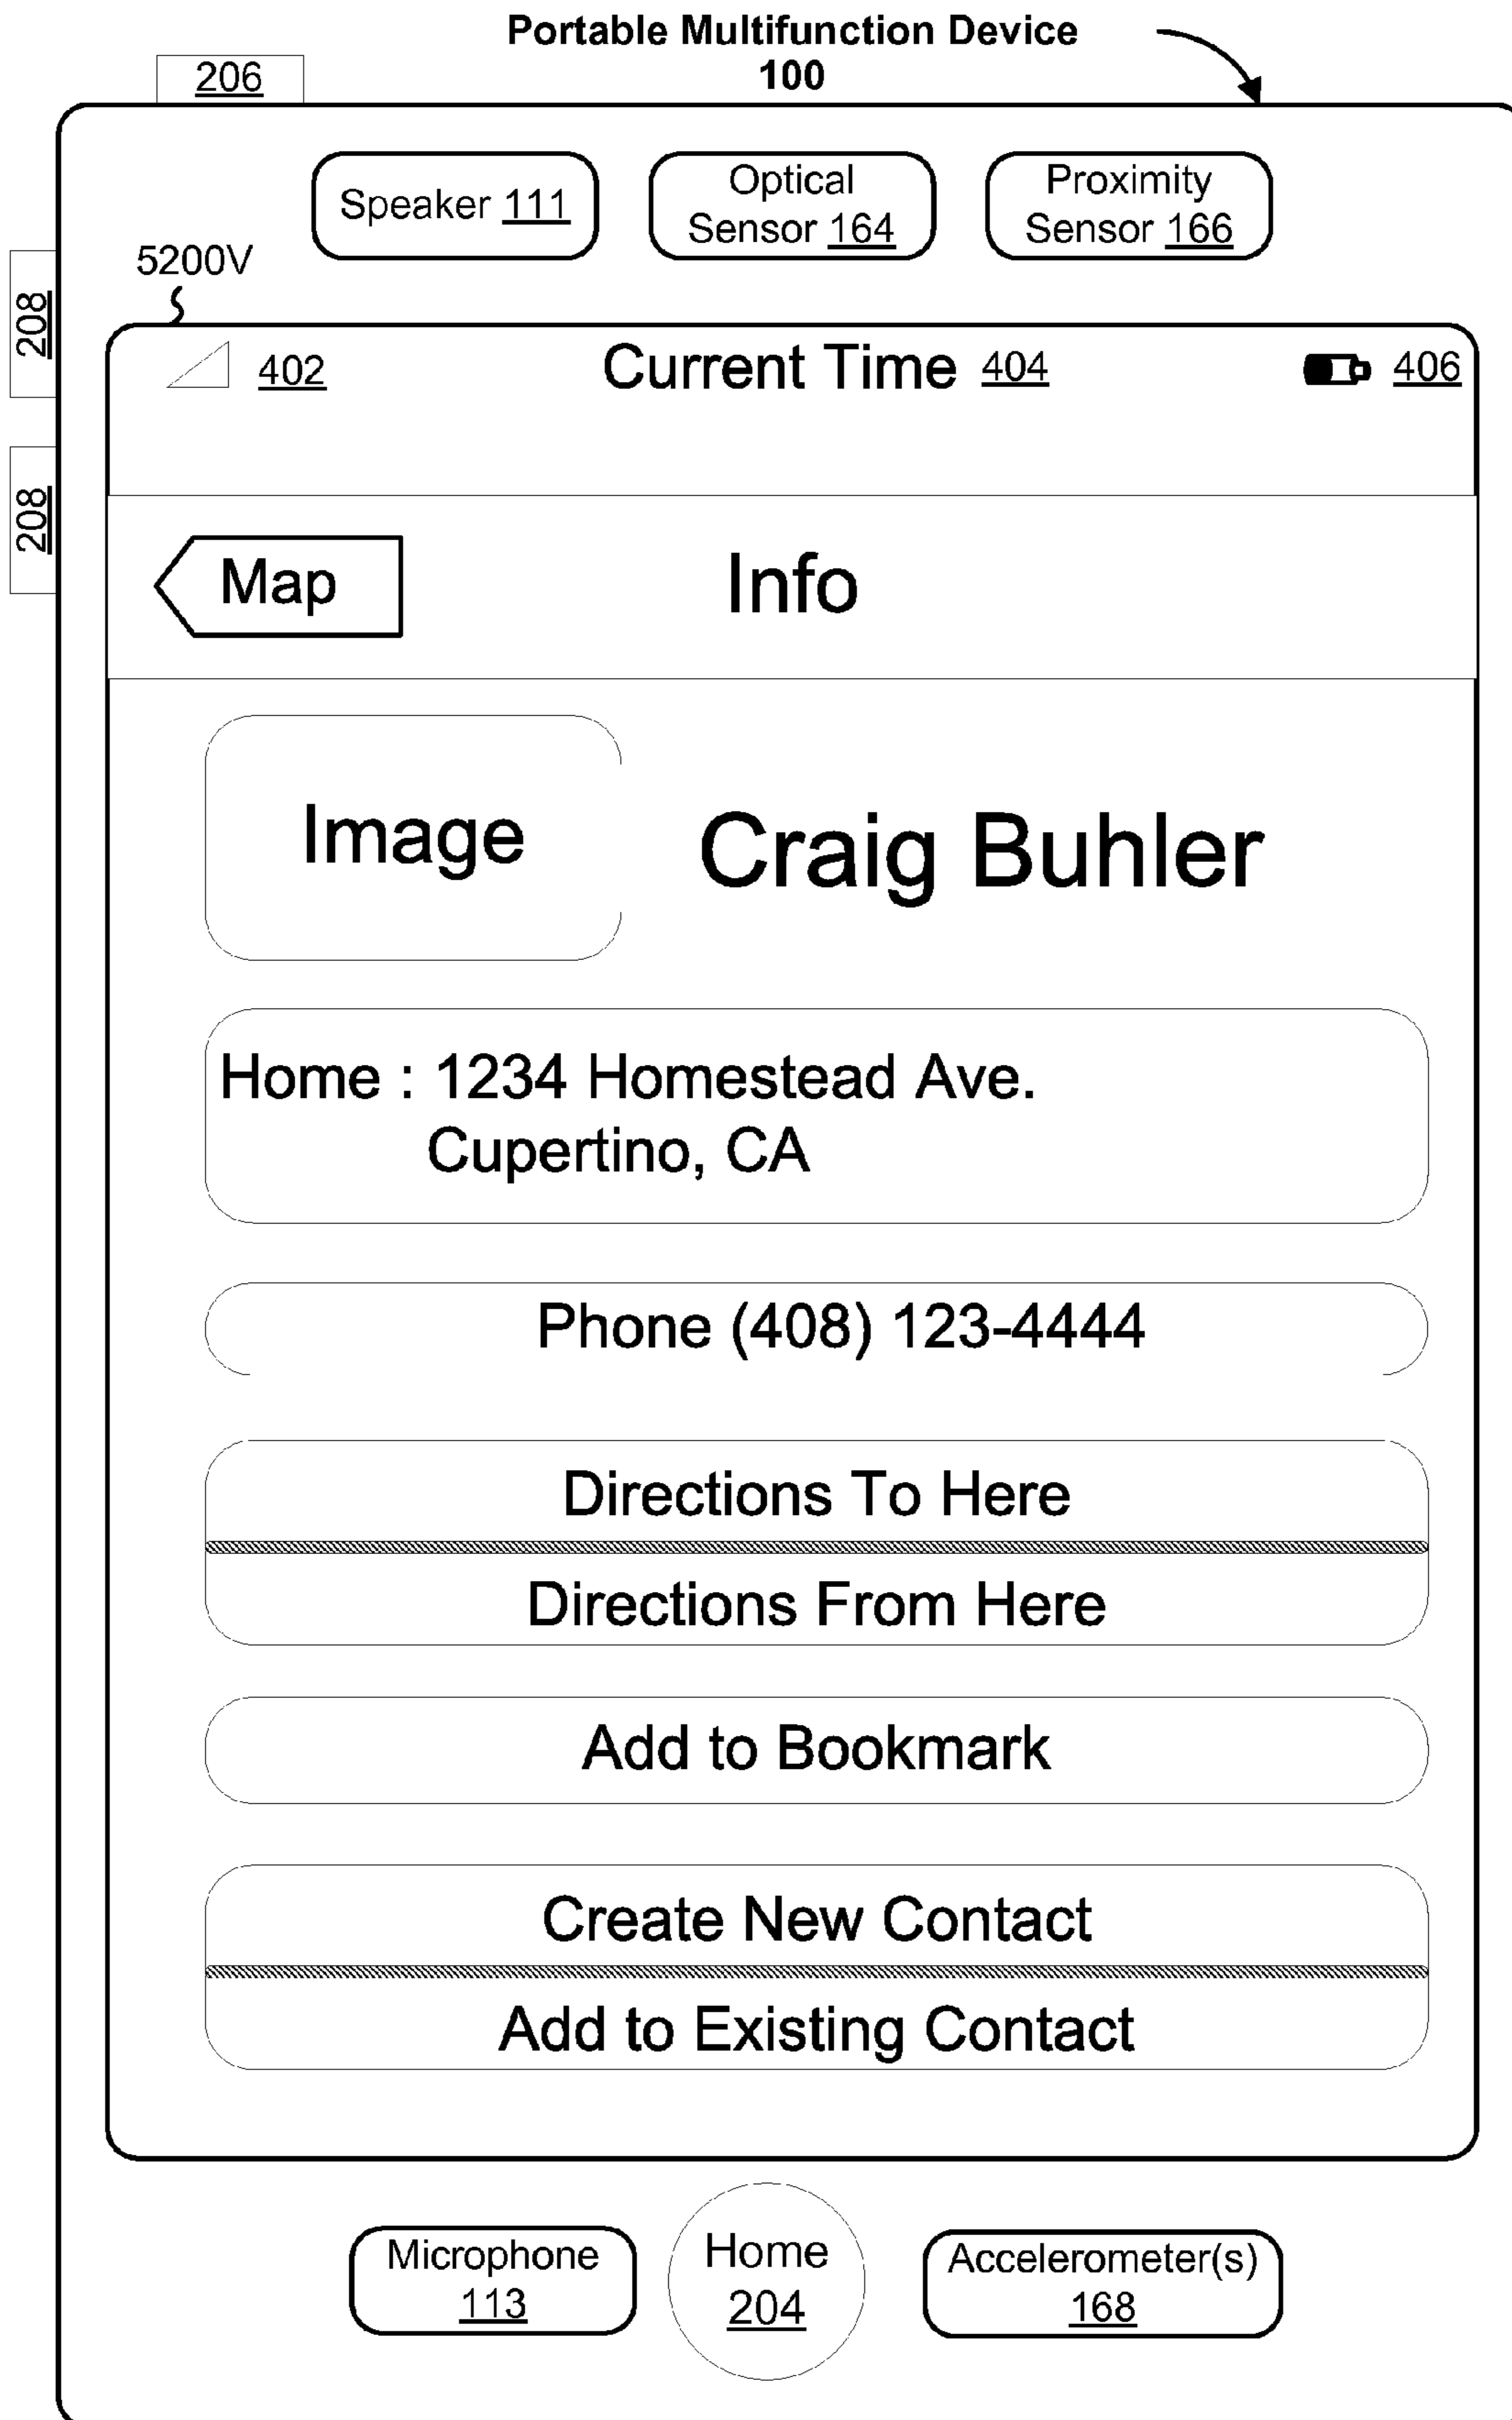 Portable Multifunction Device
100
206
Speaker 111
Optical
Sensor 164
Proximity
Sensor 166
5200V
208
208
402
Current Time 404
406
Map
Info
Image
Craig Buhler
Home : 1234 Homestead Ave.
Cupertino, CA
Phone (408) 123-4444
Directions To Here
Directions From Here
Add to Bookmark
Create New Contact
Add to Existing Contact
Microphone
113
Home
204
Accelerometer(s)
168